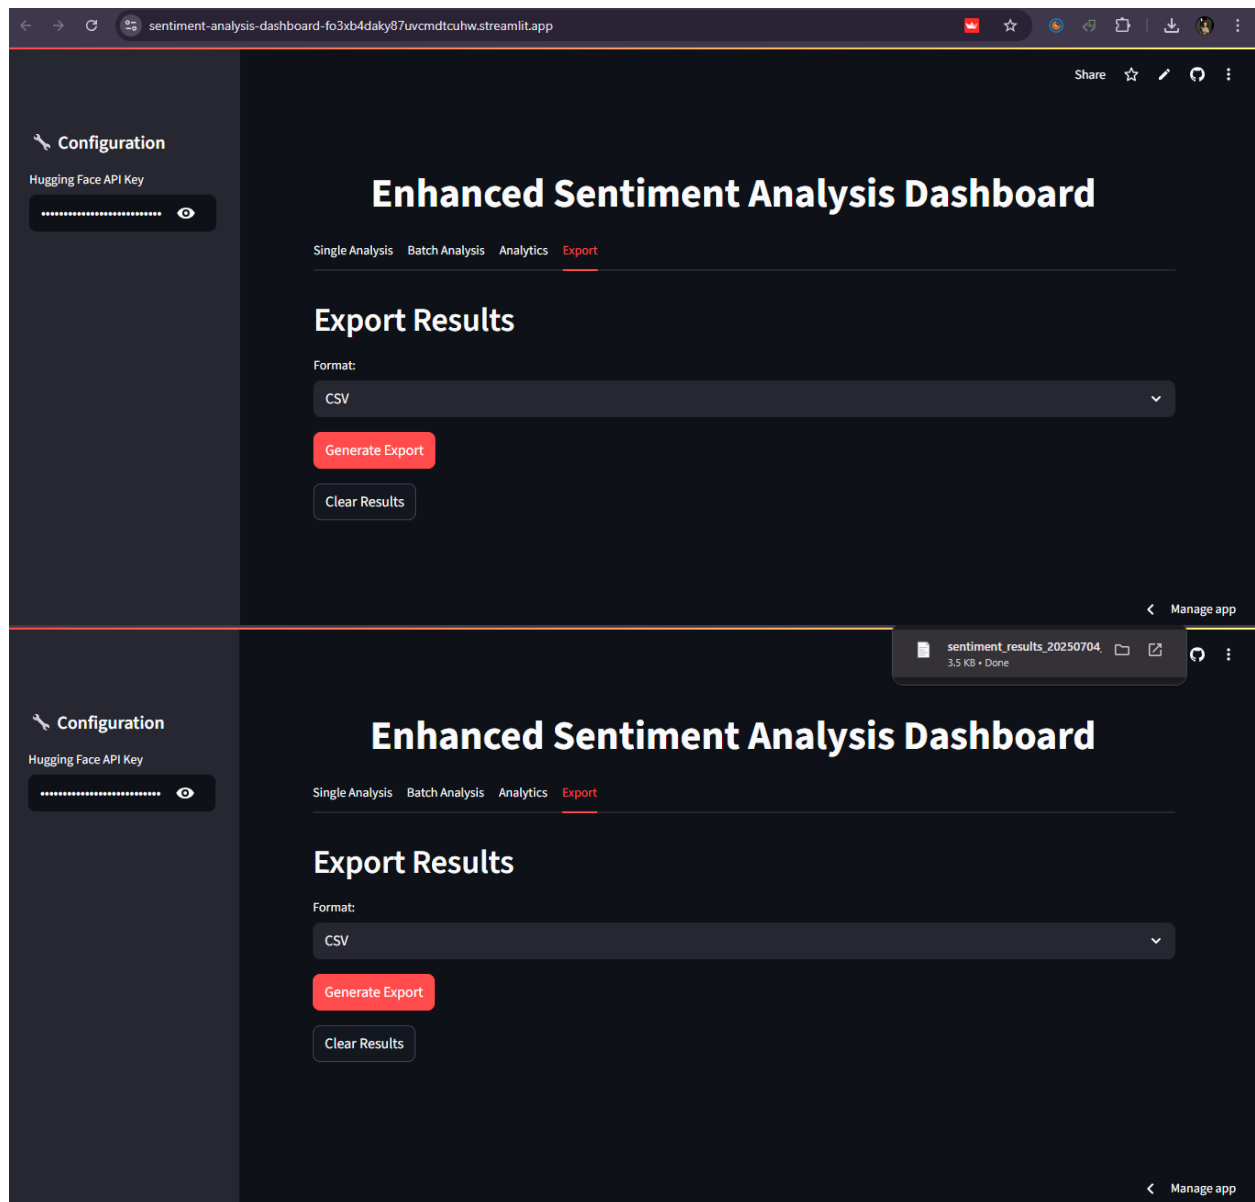 sentiment-analysis-dashboard-fo3xb4daky87uvcmdtcuhw.streamlit.app
Share
Configuration
Hugging Face API Key
Enhanced Sentiment Analysis Dashboard
Single Analysis Batch Analysis Analytics Export
Export Results
Format:
CSV
Generate Export
Clear Results
Manage app
sentiment_results_20250704_
3.5 KB • Done
Configuration
Hugging Face API Key
Enhanced Sentiment Analysis Dashboard
Single Analysis Batch Analysis Analytics Export
Export Results
Format:
CSV
Generate Export
Clear Results
Manage app